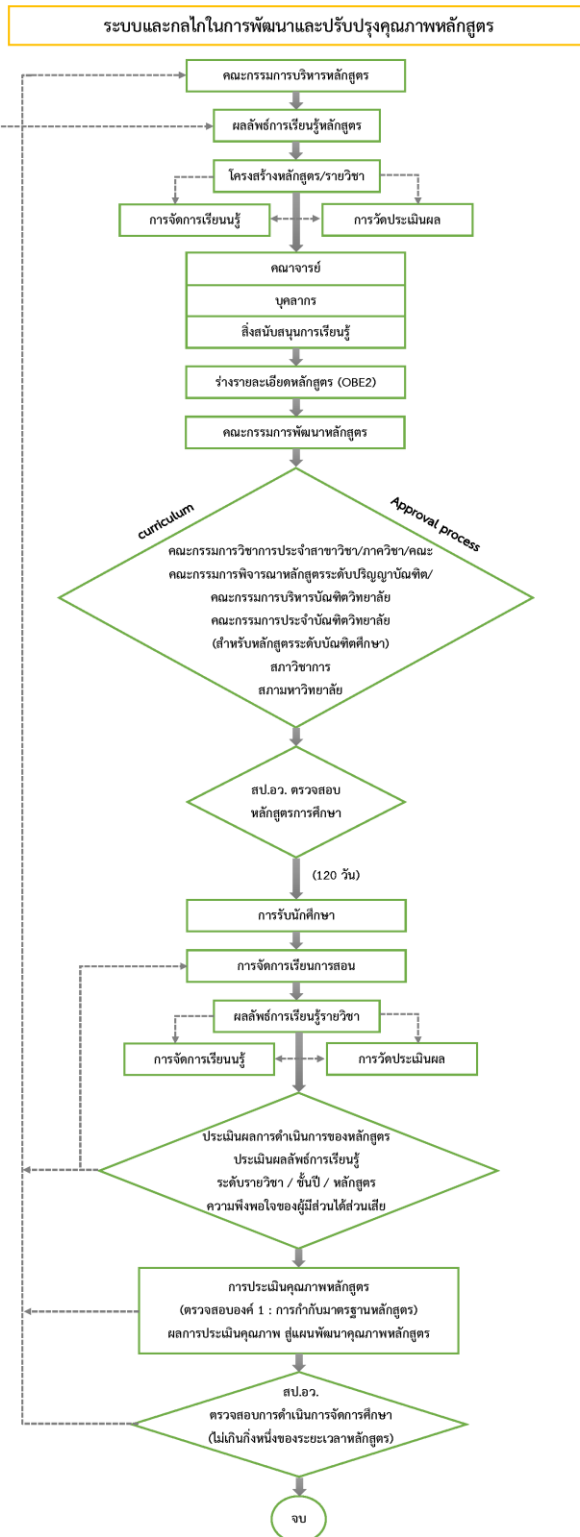 ระบบและกลไกในการพัฒนาและปรับปรุงคุณภาพหลักสูตร
คณะกรรมการบริหารหลักสูตร
ผลลัพธ์การเรียนรู้หลักสูตร
โครงสร้างหลักสูตร/รายวิชา
การจัดการเรียนนรู้
การวัดประเมินผล
คณาจารย์
บุคลากร
สิ่งสนับสนุนการเรียนรู้
ร่างรายละเอียดหลักสูตร (OBE2)
คณะกรรมการพัฒนาหลักสูตร
curriculum
Approval process
คณะกรรมการวิชาการประจำสาขาวิชา/ภาควิชา/คณะ
คณะกรรมการพิจารณาหลักสูตรระดับปริญญาบัณฑิต/
คณะกรรมการบริหารบัณฑิตวิทยาลัย
คณะกรรมการประจำบัณฑิตวิทยาลัย
(สำหรับหลักสูตรระดับบัณฑิตศึกษา)
สภาวิชาการ
สภามหาวิทยาลัย
สป.อว. ตรวจสอบ
หลักสูตรการศึกษา
(120 วัน)
การรับนักศึกษา
การจัดการเรียนการสอน
ผลลัพธ์การเรียนรู้รายวิชา
การจัดการเรียนนรู้
การวัดประเมินผล
ประเมินผลการดำเนินการของหลักสูตร
ประเมินผลลัพธ์การเรียนรู้
ระดับรายวิชา / ชั้นปี / หลักสูตร
ความพึงพอใจของผู้มีส่วนได้ส่วนเสีย
การประเมินคุณภาพหลักสูตร
(ตรวจสอบองค์ 1 : การกำกับมาตรฐานหลักสูตร)
ผลการประเมินคุณภาพ สู่แผนพัฒนาคุณภาพหลักสูตร
สป.อว.
ตรวจสอบการดำเนินการจัดการศึกษา
(ไม่เกินกึ่งหนึ่งของระยะเวลาหลักสูตร)
จบ